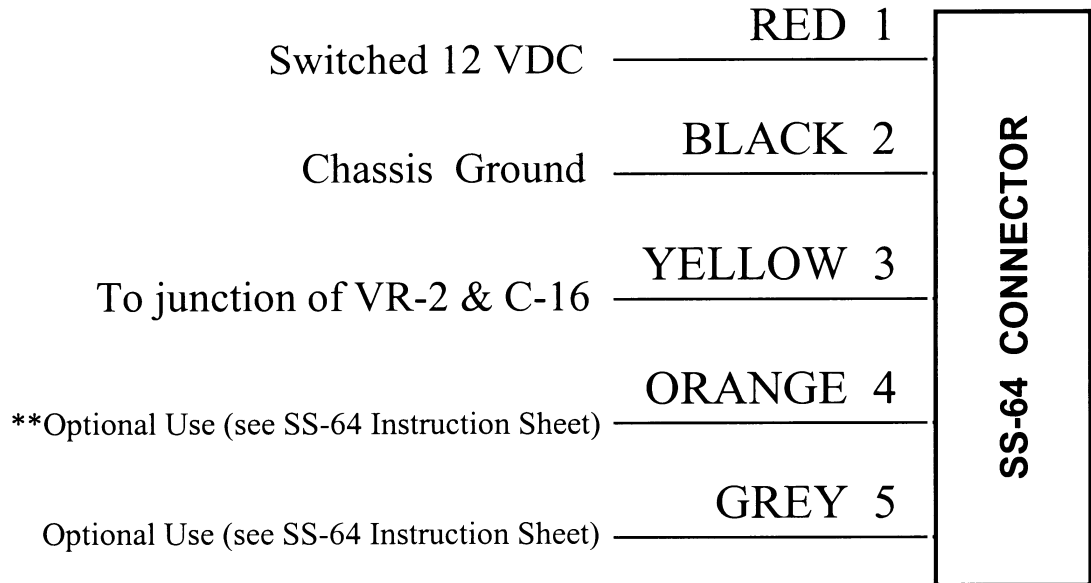 RED 1
Switched 12 VDC
BLACK 2
Chassis Ground
YELLOW 3
To junction of VR-2 & C-16
ORANGE 4
**Optional Use (see SS-64 Instruction Sheet)
GREY 5
Optional Use (see SS-64 Instruction Sheet)
SS-64 CONNECTOR